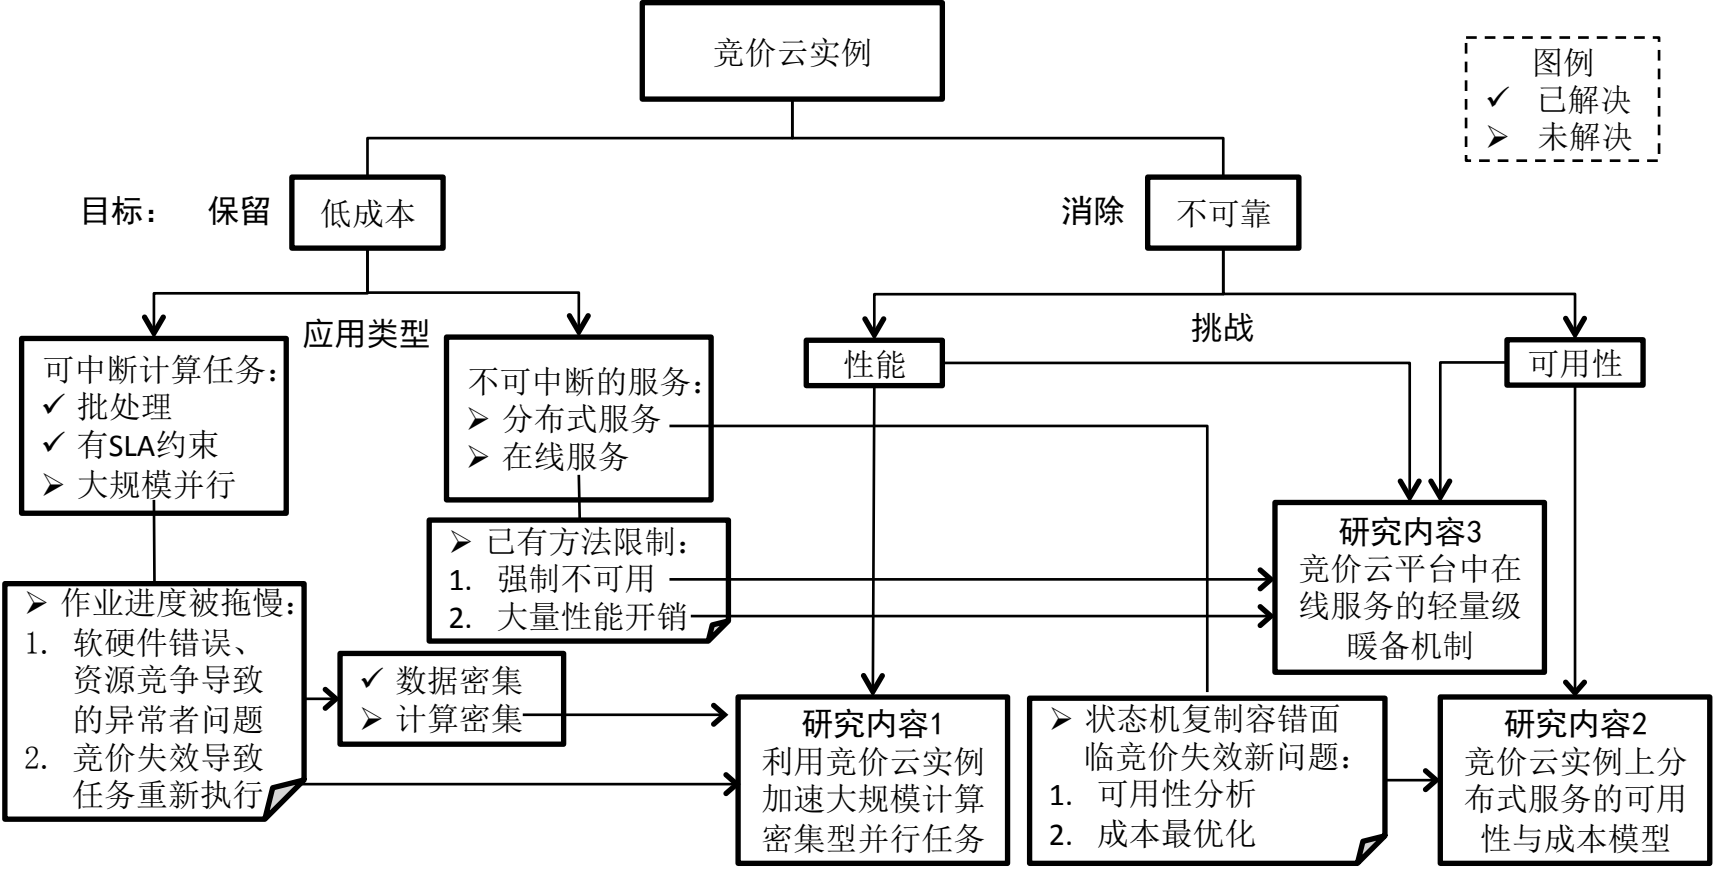 竞价云实例
图例
✓ 已解决
➢ 未解决
目标： 保留
低成本
消除
不可靠
应用类型
挑战
可中断计算任务：
✓ 批处理
✓ 有SLA约束
➢ 大规模并行
不可中断的服务：
➢ 分布式服务
➢ 在线服务
性能
可用性
➢ 已有方法限制：
1. 强制不可用
2. 大量性能开销
研究内容3
竞价云平台中在
线服务的轻量级
暖备机制
➢ 作业进度被拖慢：
1. 软硬件错误、
资源竞争导致
的异常者问题
2. 竞价失效导致
任务重新执行
✓ 数据密集
➢ 计算密集
研究内容1
利用竞价云实例
加速大规模计算
密集型并行任务
➢ 状态机复制容错面
临竞价失效新问题：
1. 可用性分析
2. 成本最优化
研究内容2
竞价云实例上分
布式服务的可用
性与成本模型